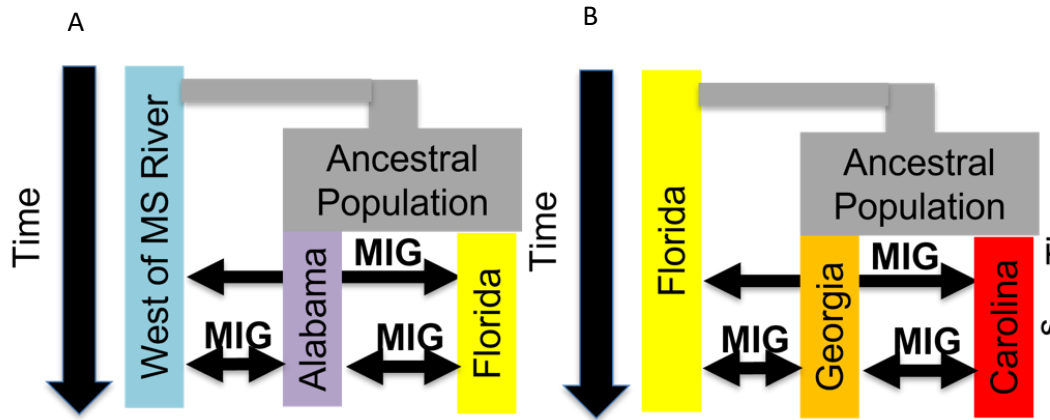 A
B
Time
West of MS River
Ancestral
Population
MIG
Alabama
MIG
MIG
Florida
Time
Florida
Ancestral
Population
MIG
Georgia
MIG
MIG
Carolina
s